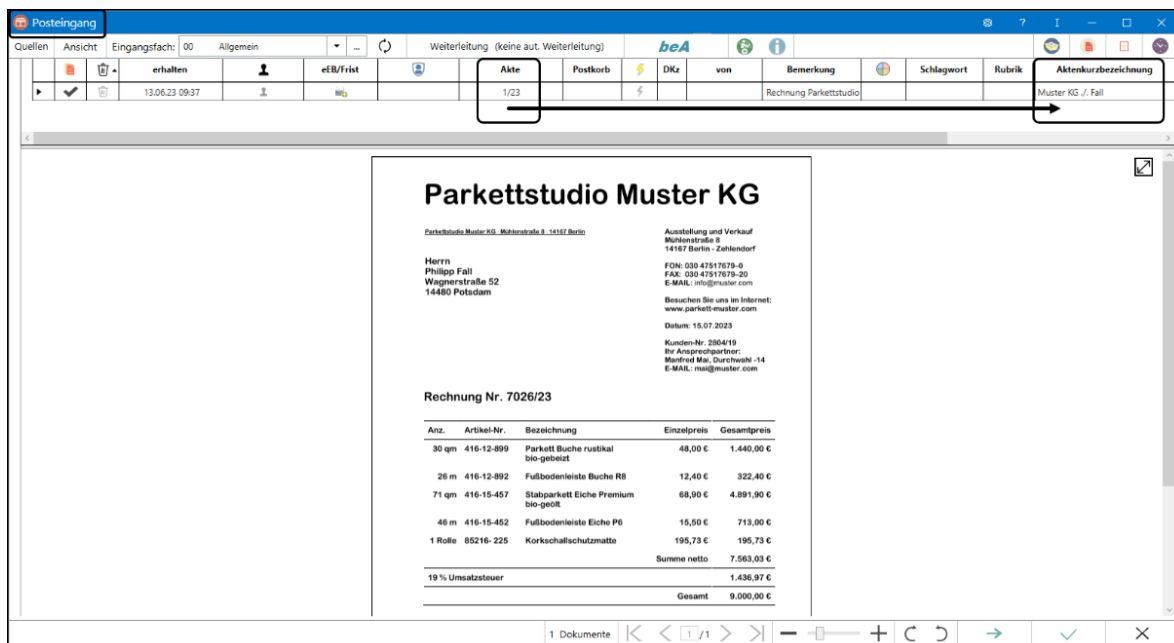 Posteingang
?
Quellen Ansicht Eingangsfach: 00 Allgemein ... Weiterleitung (keine aut. Weiterleitung) beA
erhalten eEB/Frist Akte Postkorb DKz von Bemerkung Schlagwort Rubrik Aktenkurzbezeichnung
13.06.23 09:37 1/23 Rechnung Parkettstudio Muster KG ./. Fall
Parkettstudio Muster KG
Parkettstudio Muster KG · Mühlenstraße 8 · 14167 Berlin
Herrn
Philipp Fall
Wagnerstraße 52
14480 Potsdam
Ausstellung und Verkauf
Mühlenstraße 8
14167 Berlin - Zehlendorf
FON: 030 47517679-0
FAX: 030 47517679-20
E-MAIL: info@muster.com
Besuchen Sie uns im Internet:
www.parkett-muster.com
Datum: 15.07.2023
Kunden-Nr. 2804/19
Ihr Ansprechpartner:
Manfred Mai, Durchwahl -14
E-MAIL: mai@muster.com
Rechnung Nr. 7026/23
Anz. Artikel-Nr. Bezeichnung Einzelpreis Gesamtpreis
30 qm 416-12-899 Parkett Buche rustikal 48,00 € 1.440,00 €
bio-gebeizt
26 m 416-12-892 Fußbodenleiste Buche R8 12,40 € 322,40 €
71 qm 416-15-457 Stabparkett Eiche Premium 68,90 € 4.891,90 €
bio-geölt
46 m 416-15-452 Fußbodenleiste Eiche P6 15,50 € 713,00 €
1 Rolle 85216- 225 Korkschallschutzmatte 195,73 € 195,73 €
Summe netto 7.563,03 €
19 % Umsatzsteuer 1.436,97 €
Gesamt 9.000,00 €
1 Dokumente 1 /1